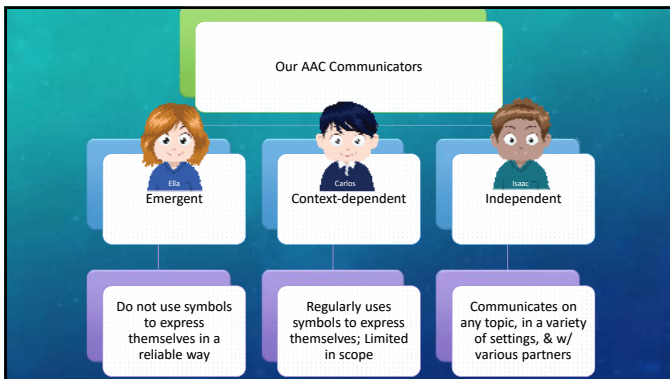 Our AAC Communicators
Ella
Carlos
Isaac
Emergent
Context-dependent
Independent
Do not use symbols
to express
themselves in a
reliable way
Regularly uses
symbols to express
themselves; Limited
in scope
Communicates on
any topic, in a variety
of settings, & w/
various partners